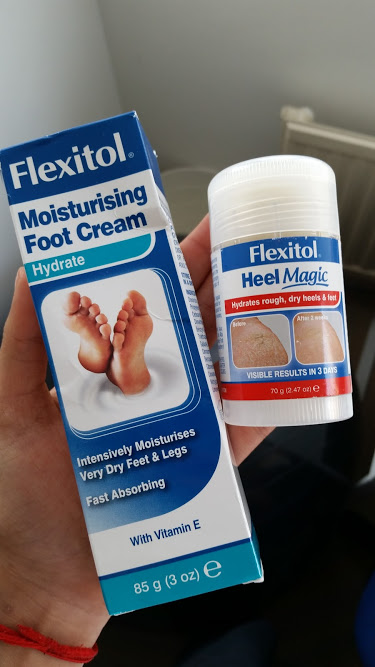 Flexitol®
Moisturising
Foot Cream
Hydrate
Intensively Moisturises
Very Dry Feet & Legs
Fast Absorbing
With Vitamin E
85 g (3 oz) ℮
Flexitol®
Heel Magic
Hydrates rough, dry heels & feet
Before
After 2 weeks
VISIBLE RESULTS IN 3 DAYS
70 g (2.47 oz) ℮